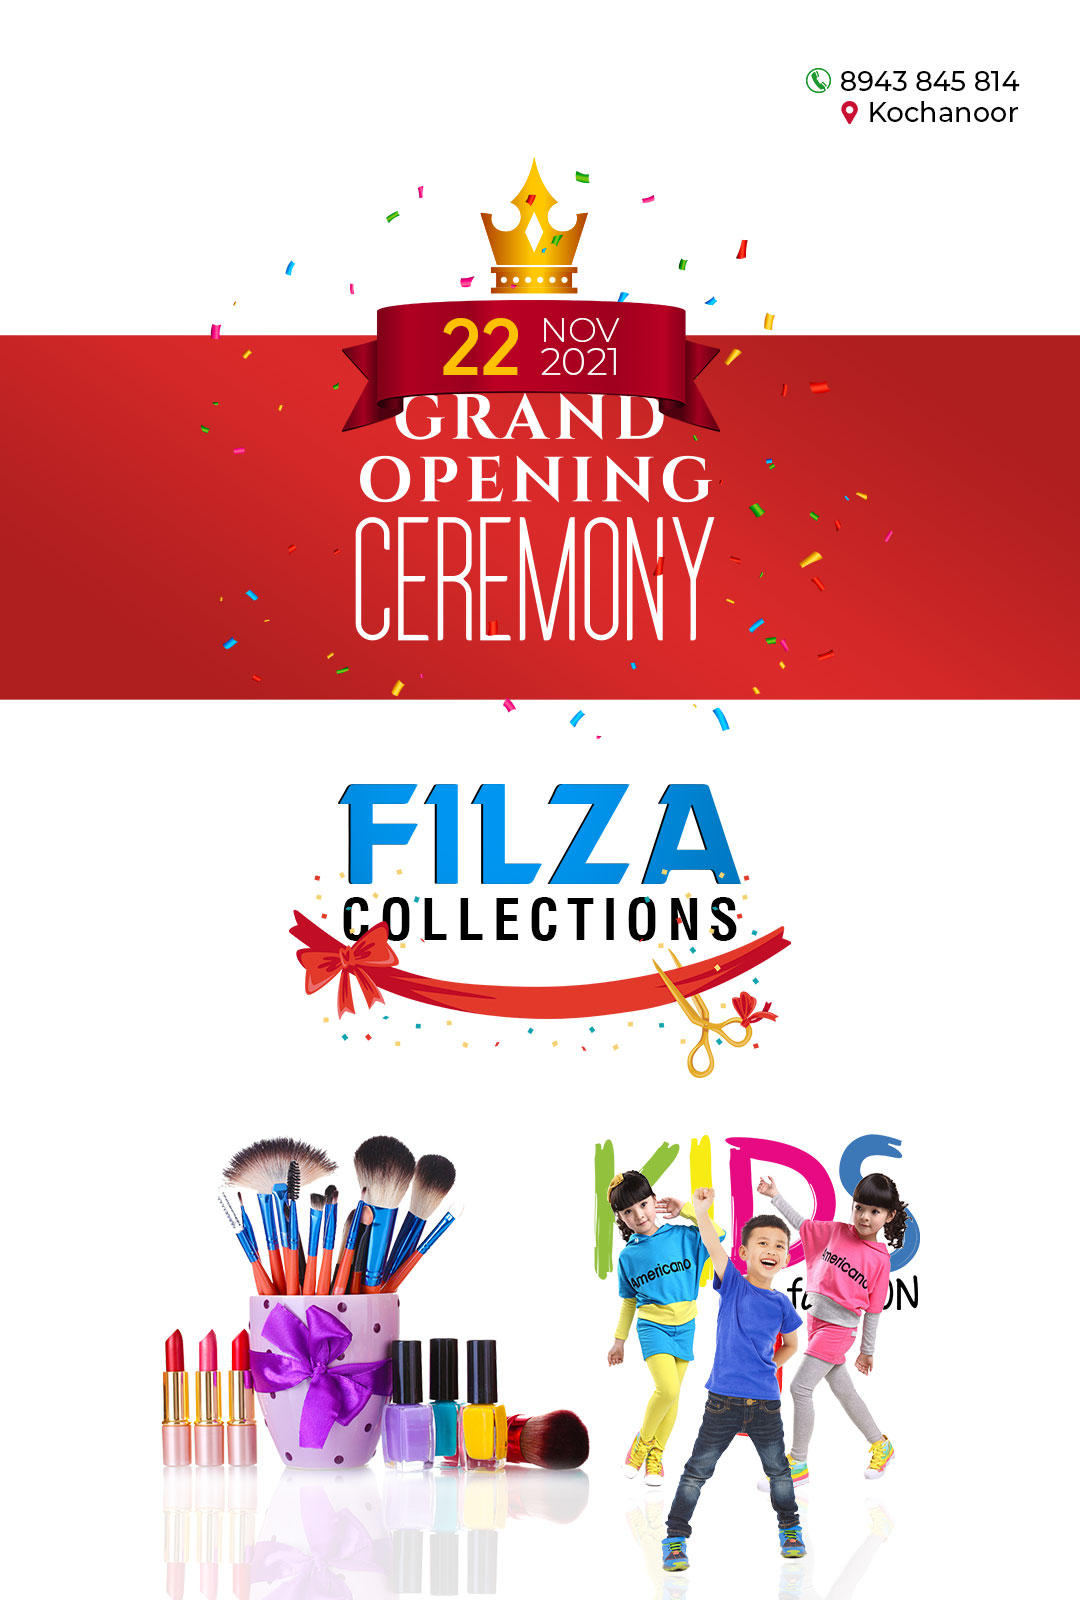 8943 845 814
Kochanoor
22 NOV
2021
GRAND
OPENING
CEREMONY
FILZA
COLLECTIONS
KIDS
Americano
Americano